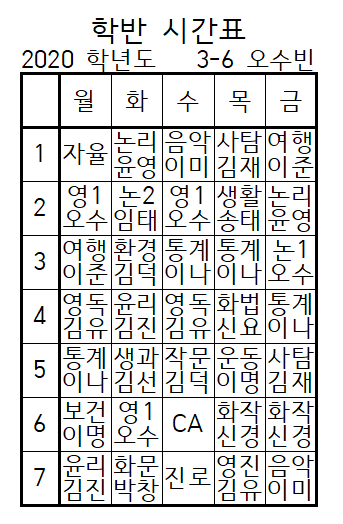 학반 시간표
2020 학년도 3-6 오수빈
월 화 수 목 금
1 자율 논리 음악 사탐 여행
윤영 이미 김재 이준
2 영1 논2 영1 생활 논리
오수 임태 오수 송태 윤영
3 여행 환경 통계 통계 논1
이준 김덕 이나 이나 오수
4 영독 윤리 영독 화법 통계
김유 김진 김유 신요 이나
5 통계 생과 작문 운동 사탐
이나 김선 김덕 이명 김재
6 보건 영1 CA 화작 화작
이명 오수 신경 신경
7 윤리 화문 진로 영진 음악
김진 박창 김유 이미